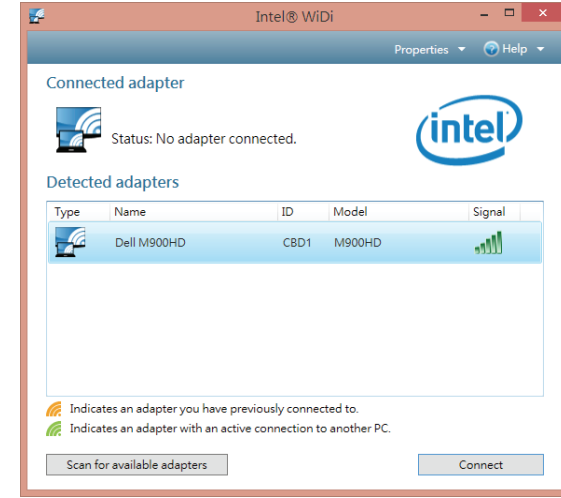 Intel® WiDi
Properties Help
Connected adapter
Status: No adapter connected.
intel
Detected adapters
Type Name ID Model Signal
Dell M900HD CBD1 M900HD
Indicates an adapter you have previously connected to.
Indicates an adapter with an active connection to another PC.
Scan for available adapters Connect